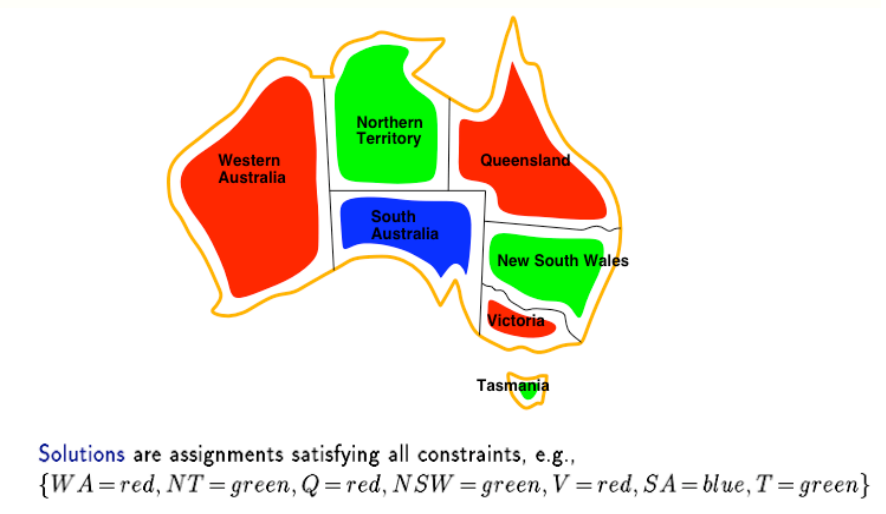 Northern
Territory
Western
Australia
Queensland
South
Australia
New South Wales
Victoria
Tasmania
Solutions are assignments satisfying all constraints, e.g.,
{WA = red, NT = green, Q = red, NSW = green, V = red, SA = blue, T = green}